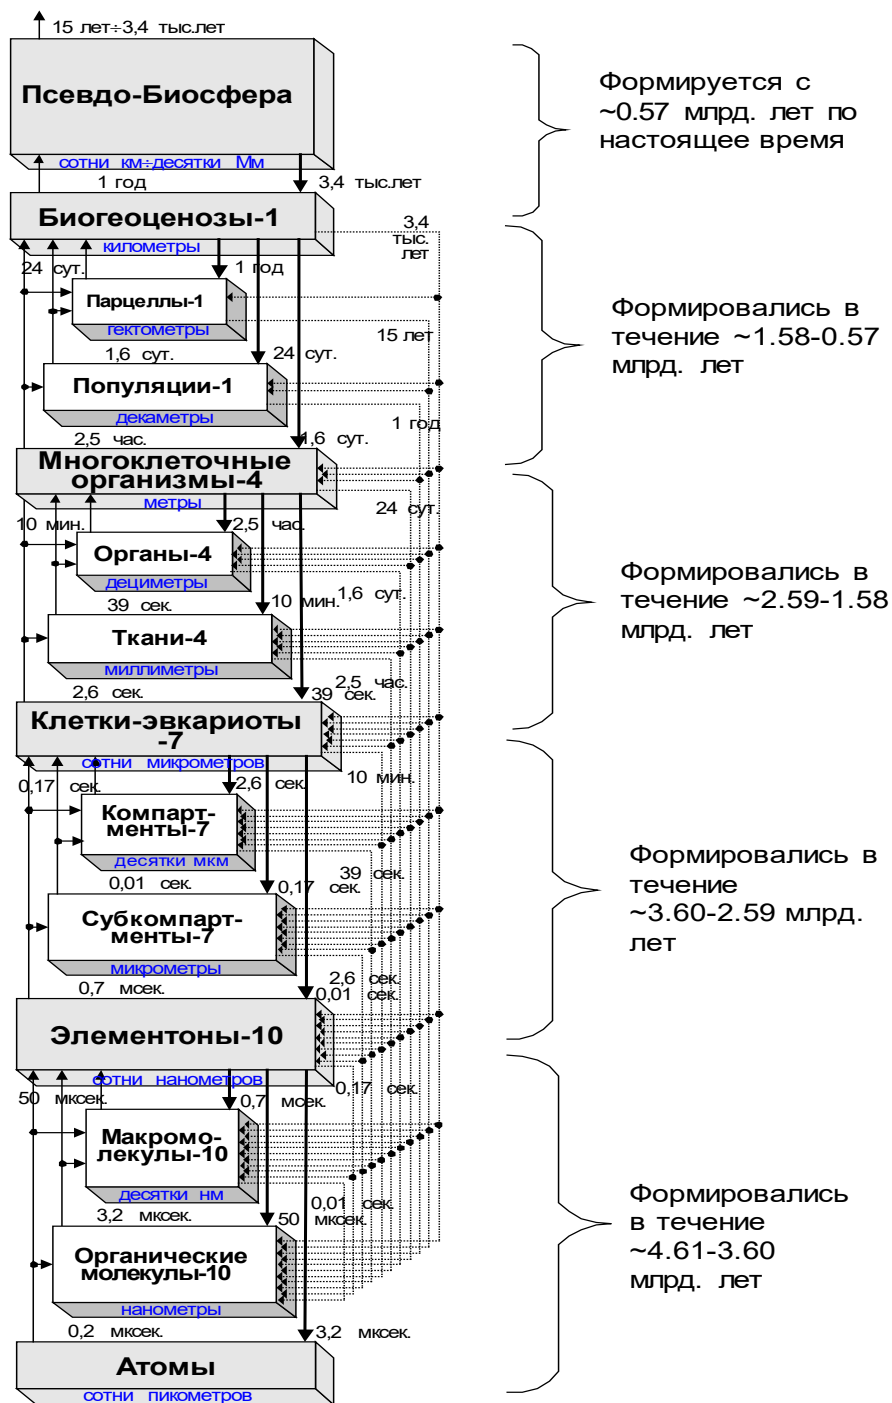 15 лет÷3,4 тыс.лет
Псевдо-Биосфера
сотни км÷десятки Мм
Формируется с
~0.57 млрд. лет по
настоящее время
1 год
3,4 тыс.лет
Биогеоценозы-1
километры
3,4
тыс.
лет
24 сут.
1 год
Парцеллы-1
гектометры
15 лет
Формировались в
течение ~1.58-0.57
млрд. лет
1,6 сут.
24 сут.
Популяции-1
декаметры
1 год
2,5 час.
1,6 сут.
Многоклеточные
организмы-4
метры
24 сут.
10 мин.
2,5 час.
Органы-4
дециметры
1,6 сут.
Формировались в
течение ~2.59-1.58
млрд. лет
39 сек.
10 мин.
Ткани-4
миллиметры
2,5 час.
2,6 сек.
39 сек.
Клетки-эвкариоты
-7
сотни микрометров
10 мин.
0,17 сек.
2,6 сек.
Компарт-
менты-7
десятки мкм
39 сек.
Формировались в
течение
~3.60-2.59 млрд.
лет
0,01 сек.
0,17 сек.
Субкомпарт-
менты-7
микрометры
2,6 сек.
0,7 мсек.
0,01 сек.
Элементоны-10
сотни нанометров
0,17 сек.
50 мксек.
0,7 мсек.
Макромо-
лекулы-10
десятки нм
0,01 сек.
Формировались
в течение
~4.61-3.60
млрд. лет
3,2 мксек.
50 мксек.
Органические
молекулы-10
нанометры
0,2 мксек.
3,2 мксек.
Атомы
сотни пикометров